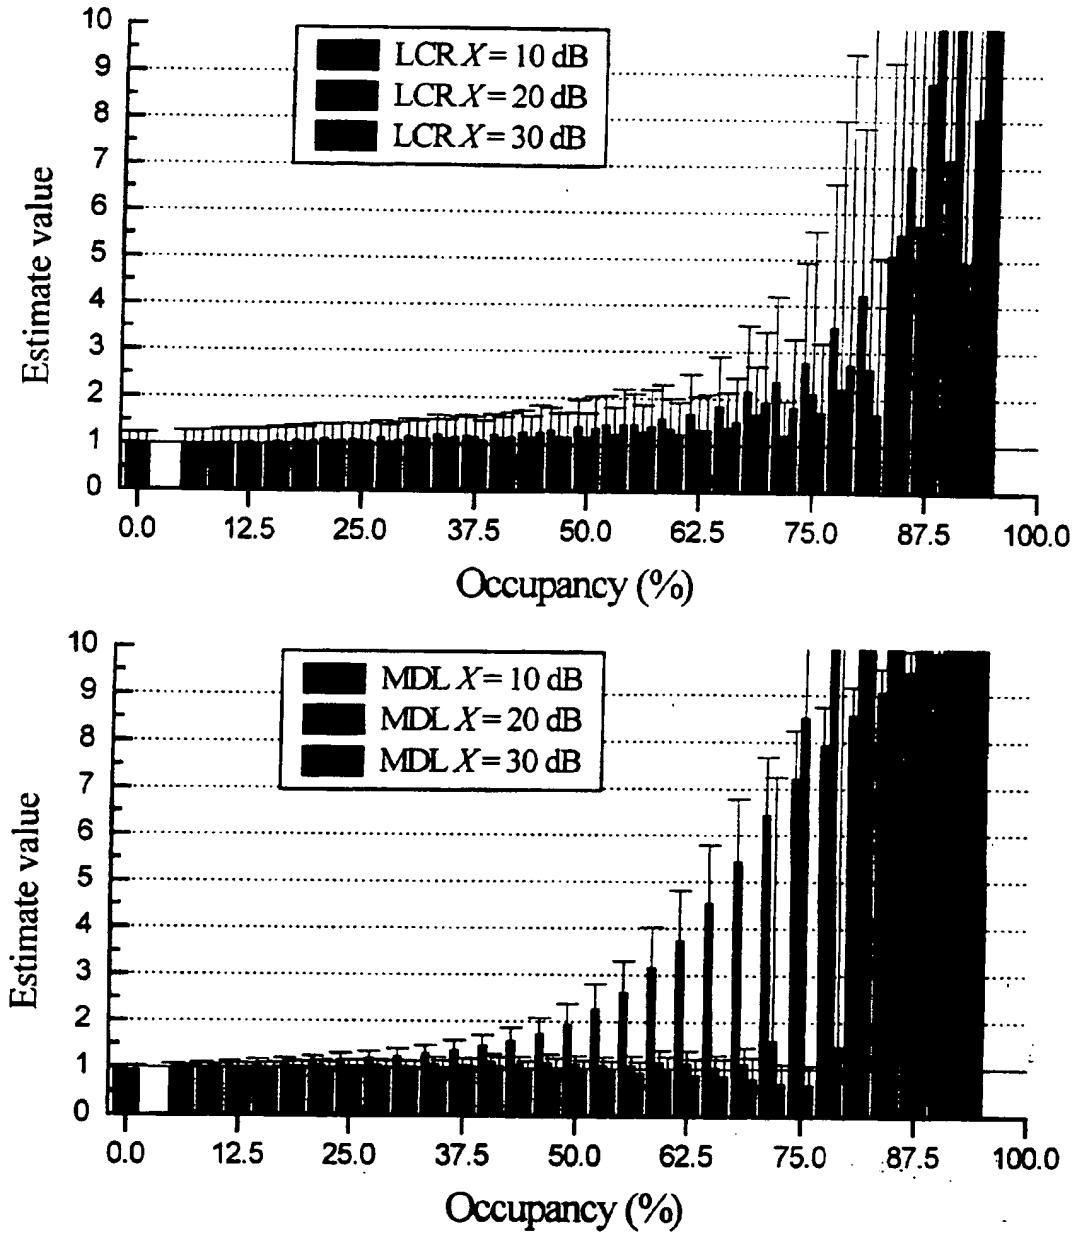 10
9
8
7
6
5
4
3
2
1
0
Estimate value
LCR X = 10 dB
LCR X = 20 dB
LCR X = 30 dB
0.0 12.5 25.0 37.5 50.0 62.5 75.0 87.5 100.0
Occupancy (%)
10
9
8
7
6
5
4
3
2
1
0
Estimate value
MDL X = 10 dB
MDL X = 20 dB
MDL X = 30 dB
0.0 12.5 25.0 37.5 50.0 62.5 75.0 87.5 100.0
Occupancy (%)